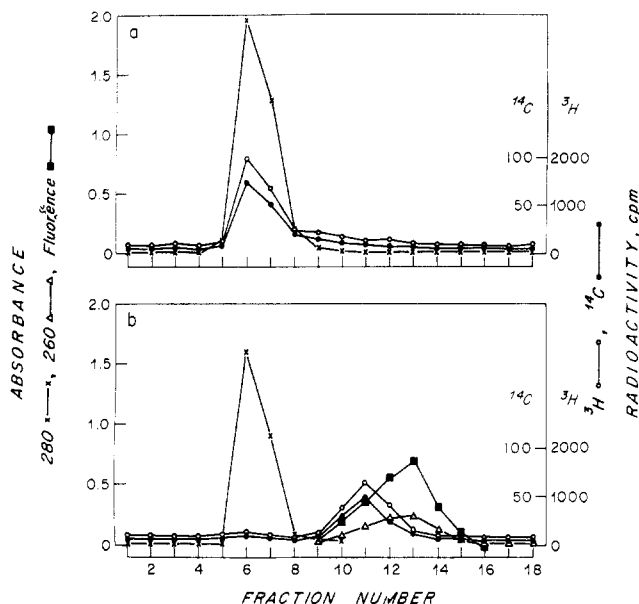 a
2.0
1.5
1.0
0.5
0
14C 3H
100 2000
50 1000
0 0
b
2.0
1.5
1.0
0.5
0
14C 3H
100 2000
50 1000
0 0
2 4 6 8 10 12 14 16 18
FRACTION NUMBER
ABSORBANCE
280 x—x, 260 △—△,
RADIOACTIVITY, cpm
3H ○—○, 14C ●—●